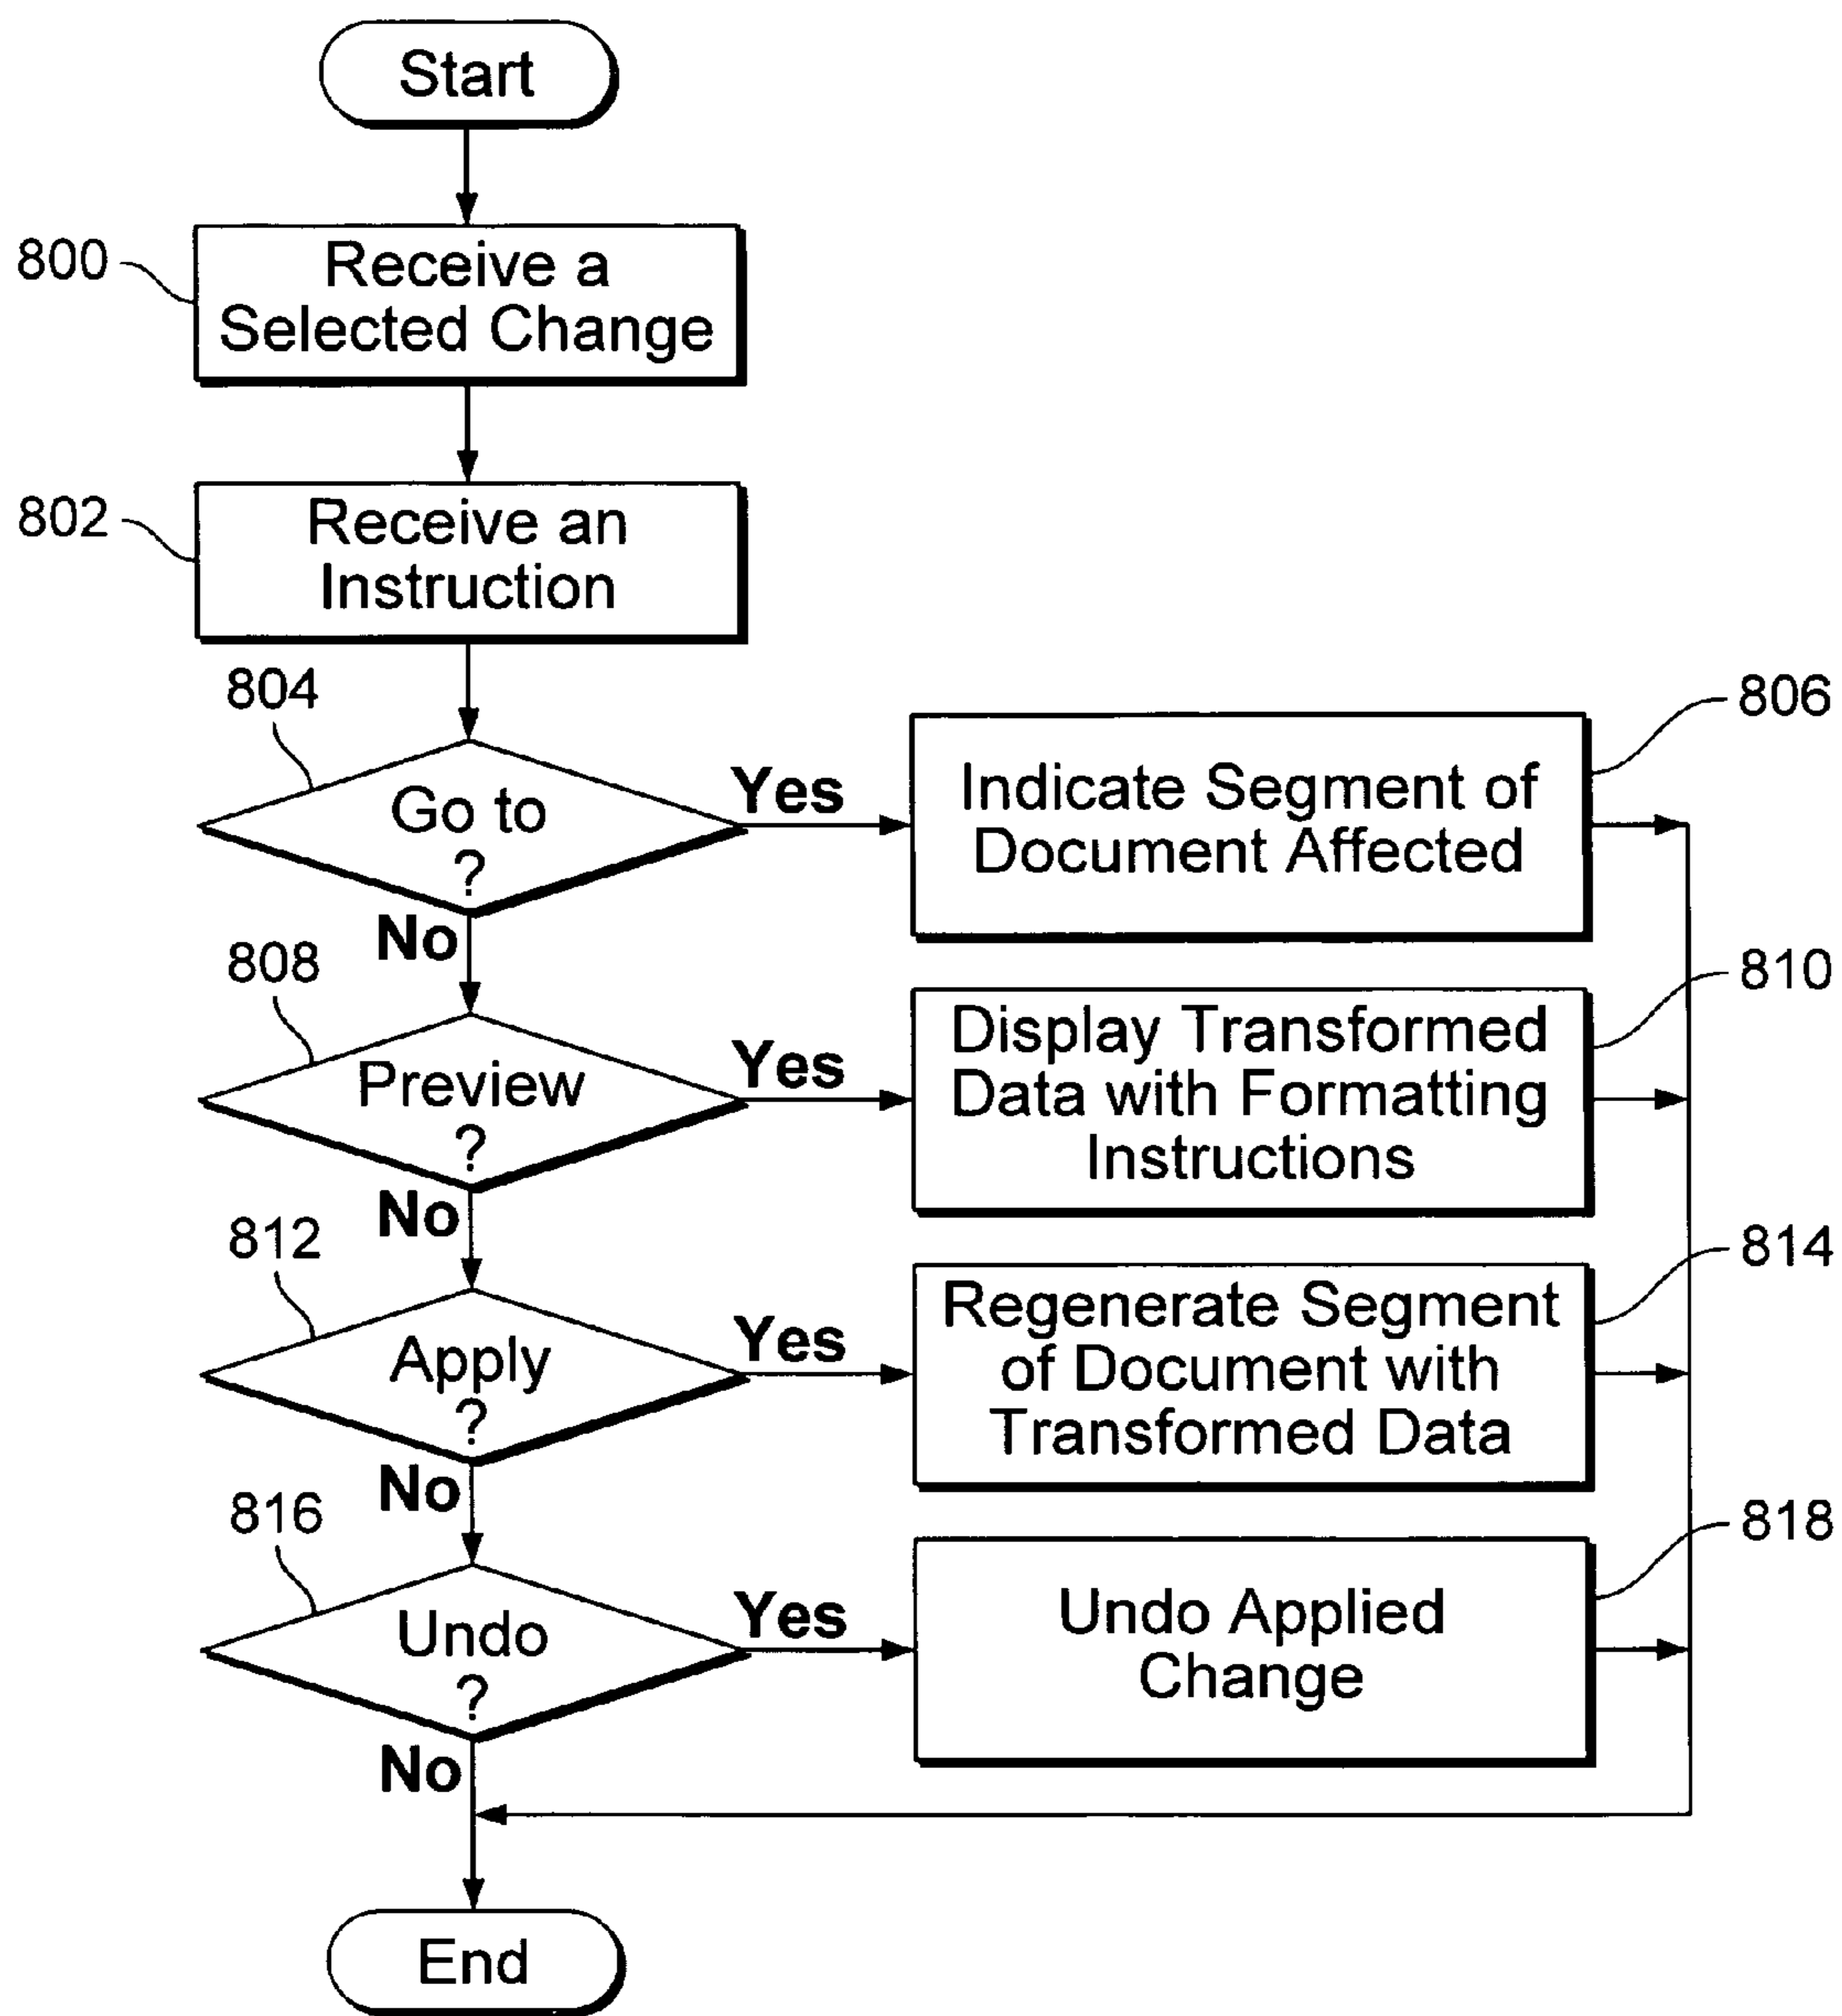 Start
800
Receive a
Selected Change
802
Receive an
Instruction
804
Go to
?
Yes
Indicate Segment of
Document Affected
806
No
808
Preview
?
Yes
Display Transformed
Data with Formatting
Instructions
810
No
812
Apply
?
Yes
Regenerate Segment
of Document with
Transformed Data
814
No
816
Undo
?
Yes
Undo Applied
Change
818
No
End